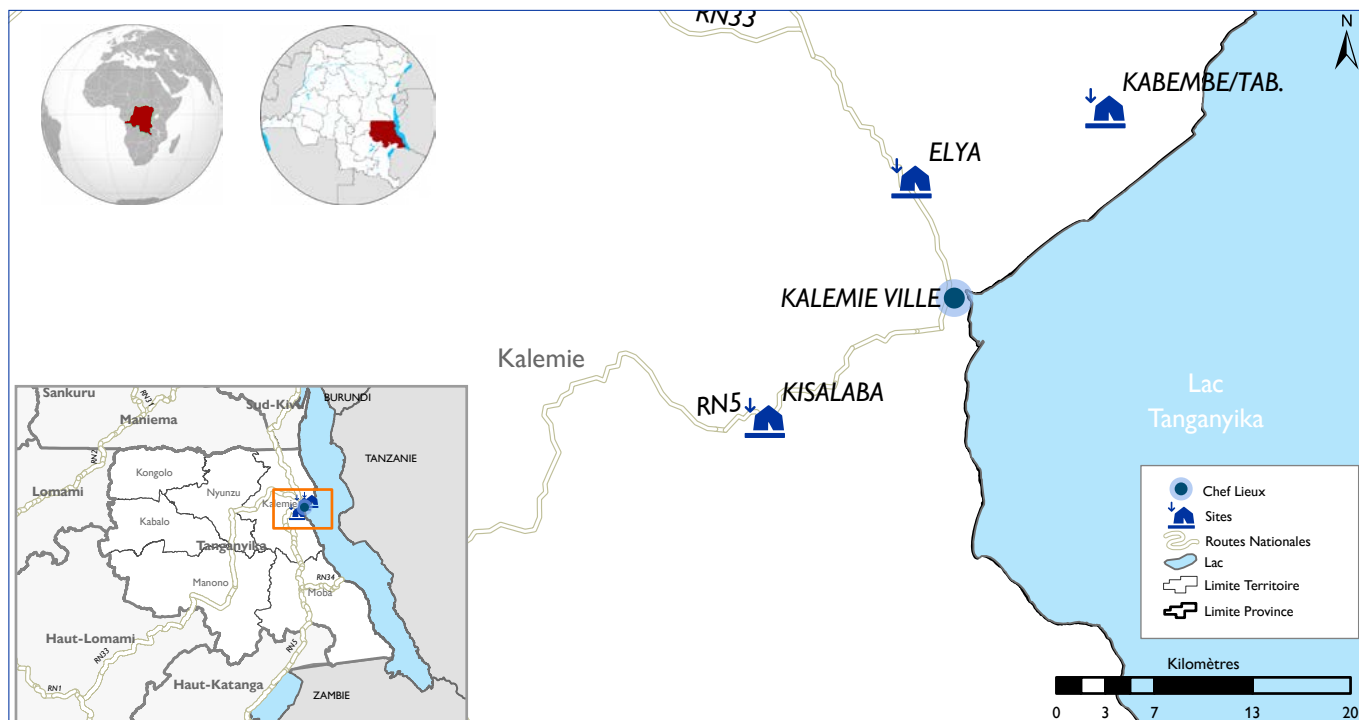 RN33
N
KABEMBE/TAB.
ELYA
KALEMIE VILLE
Kalemie
RN5
KISALABA
Lac
Tanganyika
Sankuru
RN31
Maniema
Sud-Kivu
BURUNDI
TANZANIE
RN2
Kongolo
Lomami
Nyunzu
Kalemie
Kabalo
Tanganyika
Manono
RN34
Moba
Haut-Lomami
RN33
RN5
RN1
Haut-Katanga
ZAMBIE
Chef Lieux
Sites
Routes Nationales
Lac
Limite Territoire
Limite Province
Kilomètres
0 3 7 13 20